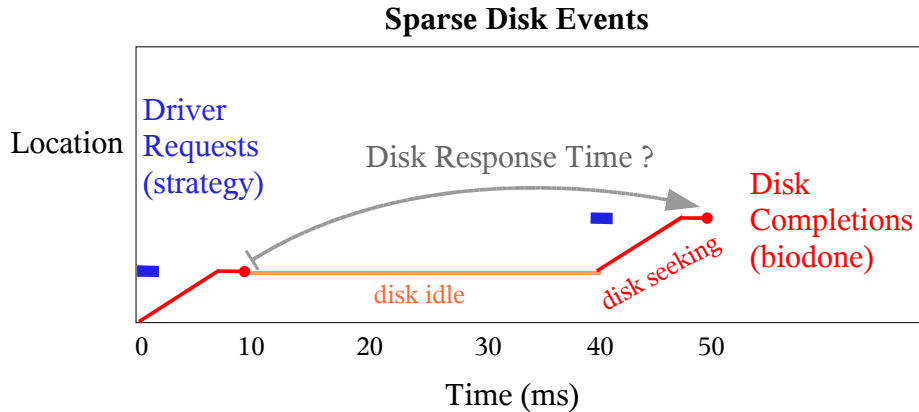 Sparse Disk Events
Driver
Requests
(strategy)
Location
Disk Response Time ?
Disk
Completions
(biodone)
disk idle
disk seeking
0
10
20
30
40
50
Time (ms)